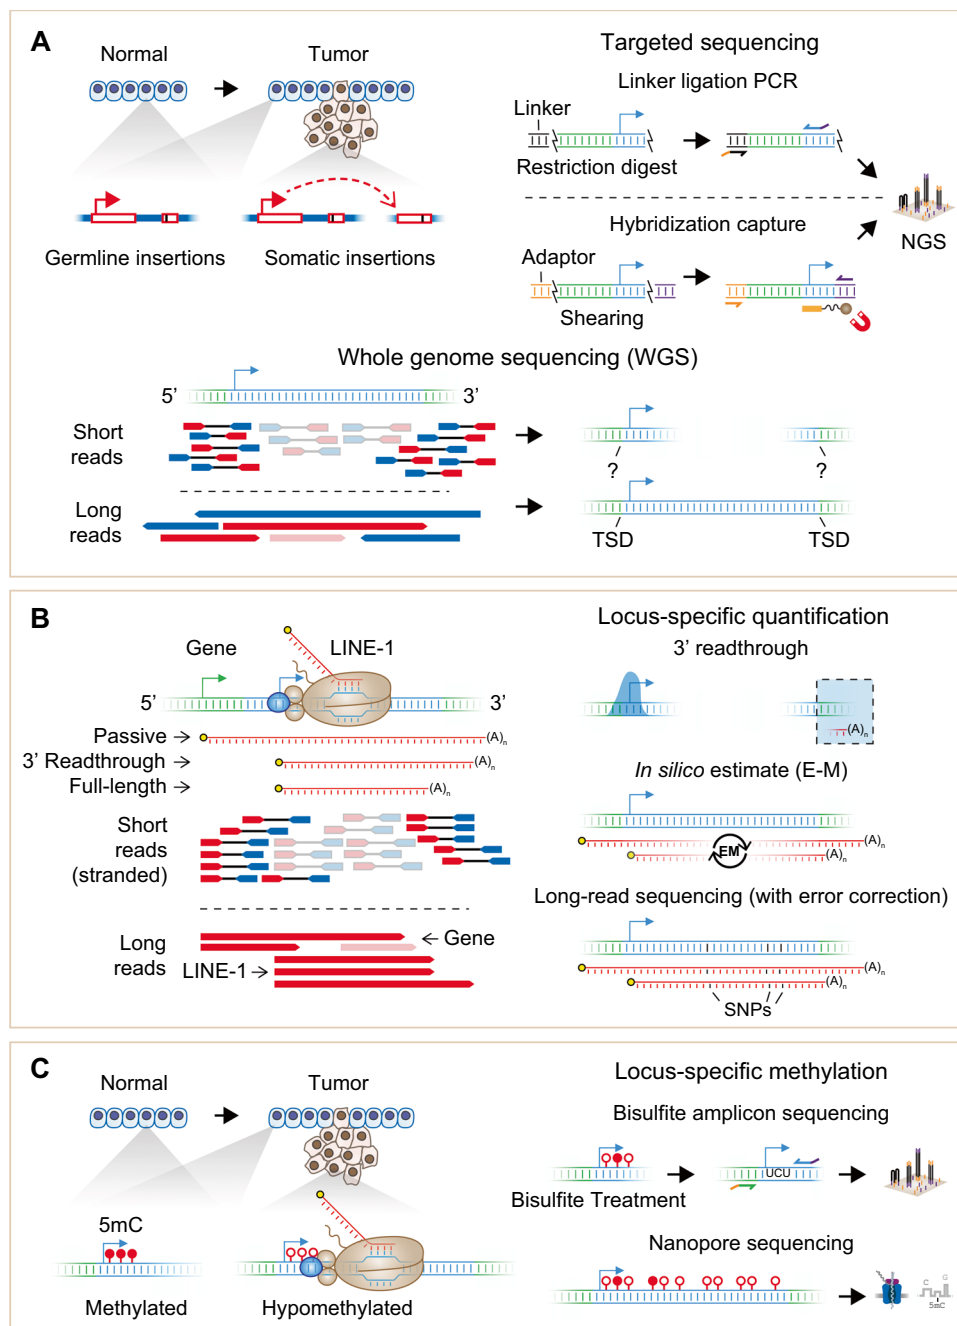 A
Normal
Tumor
Germline insertions
Somatic insertions
Targeted sequencing
Linker ligation PCR
Linker
Restriction digest
Hybridization capture
Adaptor
Shearing
NGS
Whole genome sequencing (WGS)
5’
3’
Short
reads
?
?
Long
reads
TSD
TSD
B
Gene
LINE-1
5’
3’
Passive
(A)n
3’ Readthrough
(A)n
Full-length
(A)n
Short
reads
(stranded)
Long
reads
Gene
LINE-1
Locus-specific quantification
3’ readthrough
(A)n
In silico estimate (E-M)
(A)n
EM
(A)n
Long-read sequencing (with error correction)
(A)n
(A)n
SNPs
C
Normal
Tumor
5mC
Methylated
Hypomethylated
Locus-specific methylation
Bisulfite amplicon sequencing
UCU
Bisulfite Treatment
Nanopore sequencing
C
G
5mC